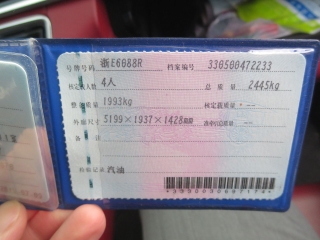 号牌号码 浙E6088R 档案编号 330500472233
核定载人数 4人 总质量 2445kg
整备质量 1993kg 核定载质量 --
外廓尺寸 5199×1937×1428mm 准牵引总质量 --
备注
检验记录 汽油